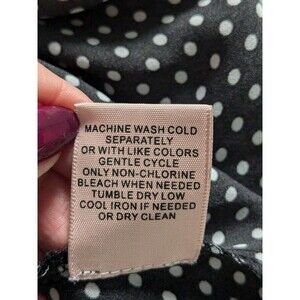 MACHINE WASH COLD
SEPARATELY
OR WITH LIKE COLORS
GENTLE CYCLE
ONLY NON-CHLORINE
BLEACH WHEN NEEDED
TUMBLE DRY LOW
COOL IRON IF NEEDED
OR DRY CLEAN